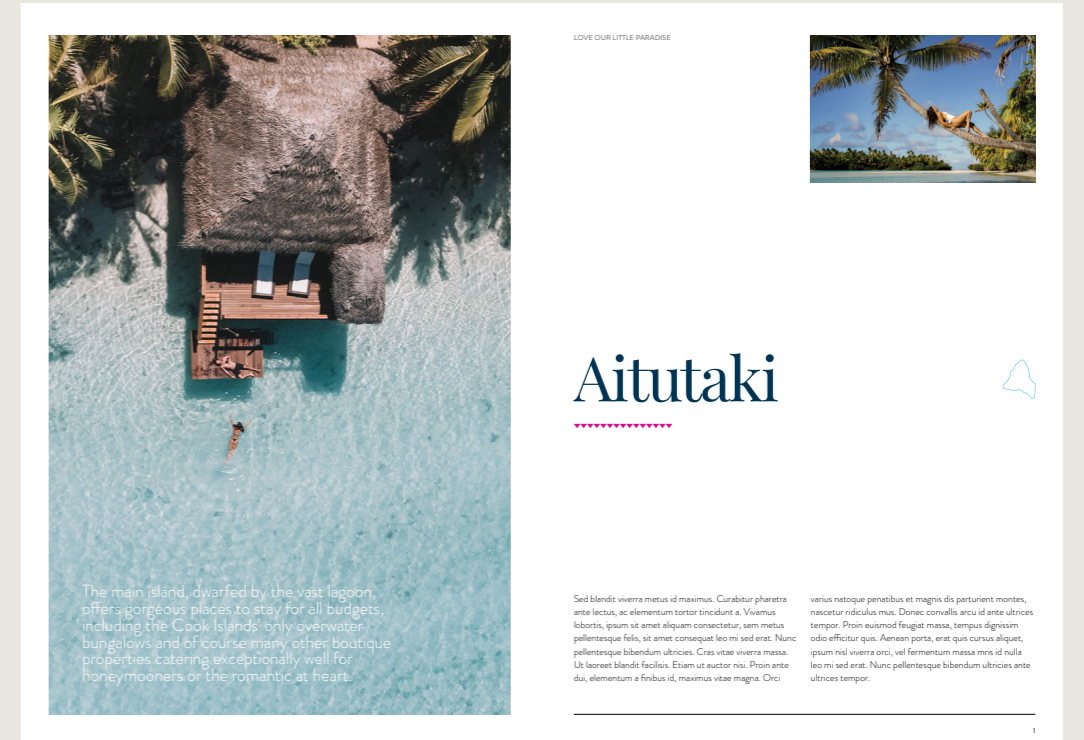 The main island, dwarfed by the vast lagoon,
offers gorgeous places to stay for all budgets,
including the Cook Islands' only overwater
bungalows and of course many other boutique
properties catering exceptionally well for
honeymooners or the romantic at heart.
LOVE OUR LITTLE PARADISE
Aitutaki
Sed blandit viverra metus id maximus. Curabitur pharetra
ante lectus, ac elementum tortor tincidunt a. Vivamus
lobortis, ipsum sit amet aliquam consectetur, sem metus
pellentesque felis, sit amet consequat leo mi sed erat. Nunc
pellentesque bibendum ultricies. Cras vitae viverra massa.
Ut laoreet blandit facilisis. Etiam ut auctor nisi. Proin ante
dui, elementum a finibus id, maximus vitae magna. Orci
varius natoque penatibus et magnis dis parturient montes,
nascetur ridiculus mus. Donec convallis arcu id ante ultrices
tempor. Proin euismod feugiat massa, tempus dignissim
odio efficitur quis. Aenean porta, erat quis cursus aliquet,
ipsum nisl viverra orci, vel fermentum massa mris id nulla
leo mi sed erat. Nunc pellentesque bibendum ultricies ante
ultrices tempor.
1